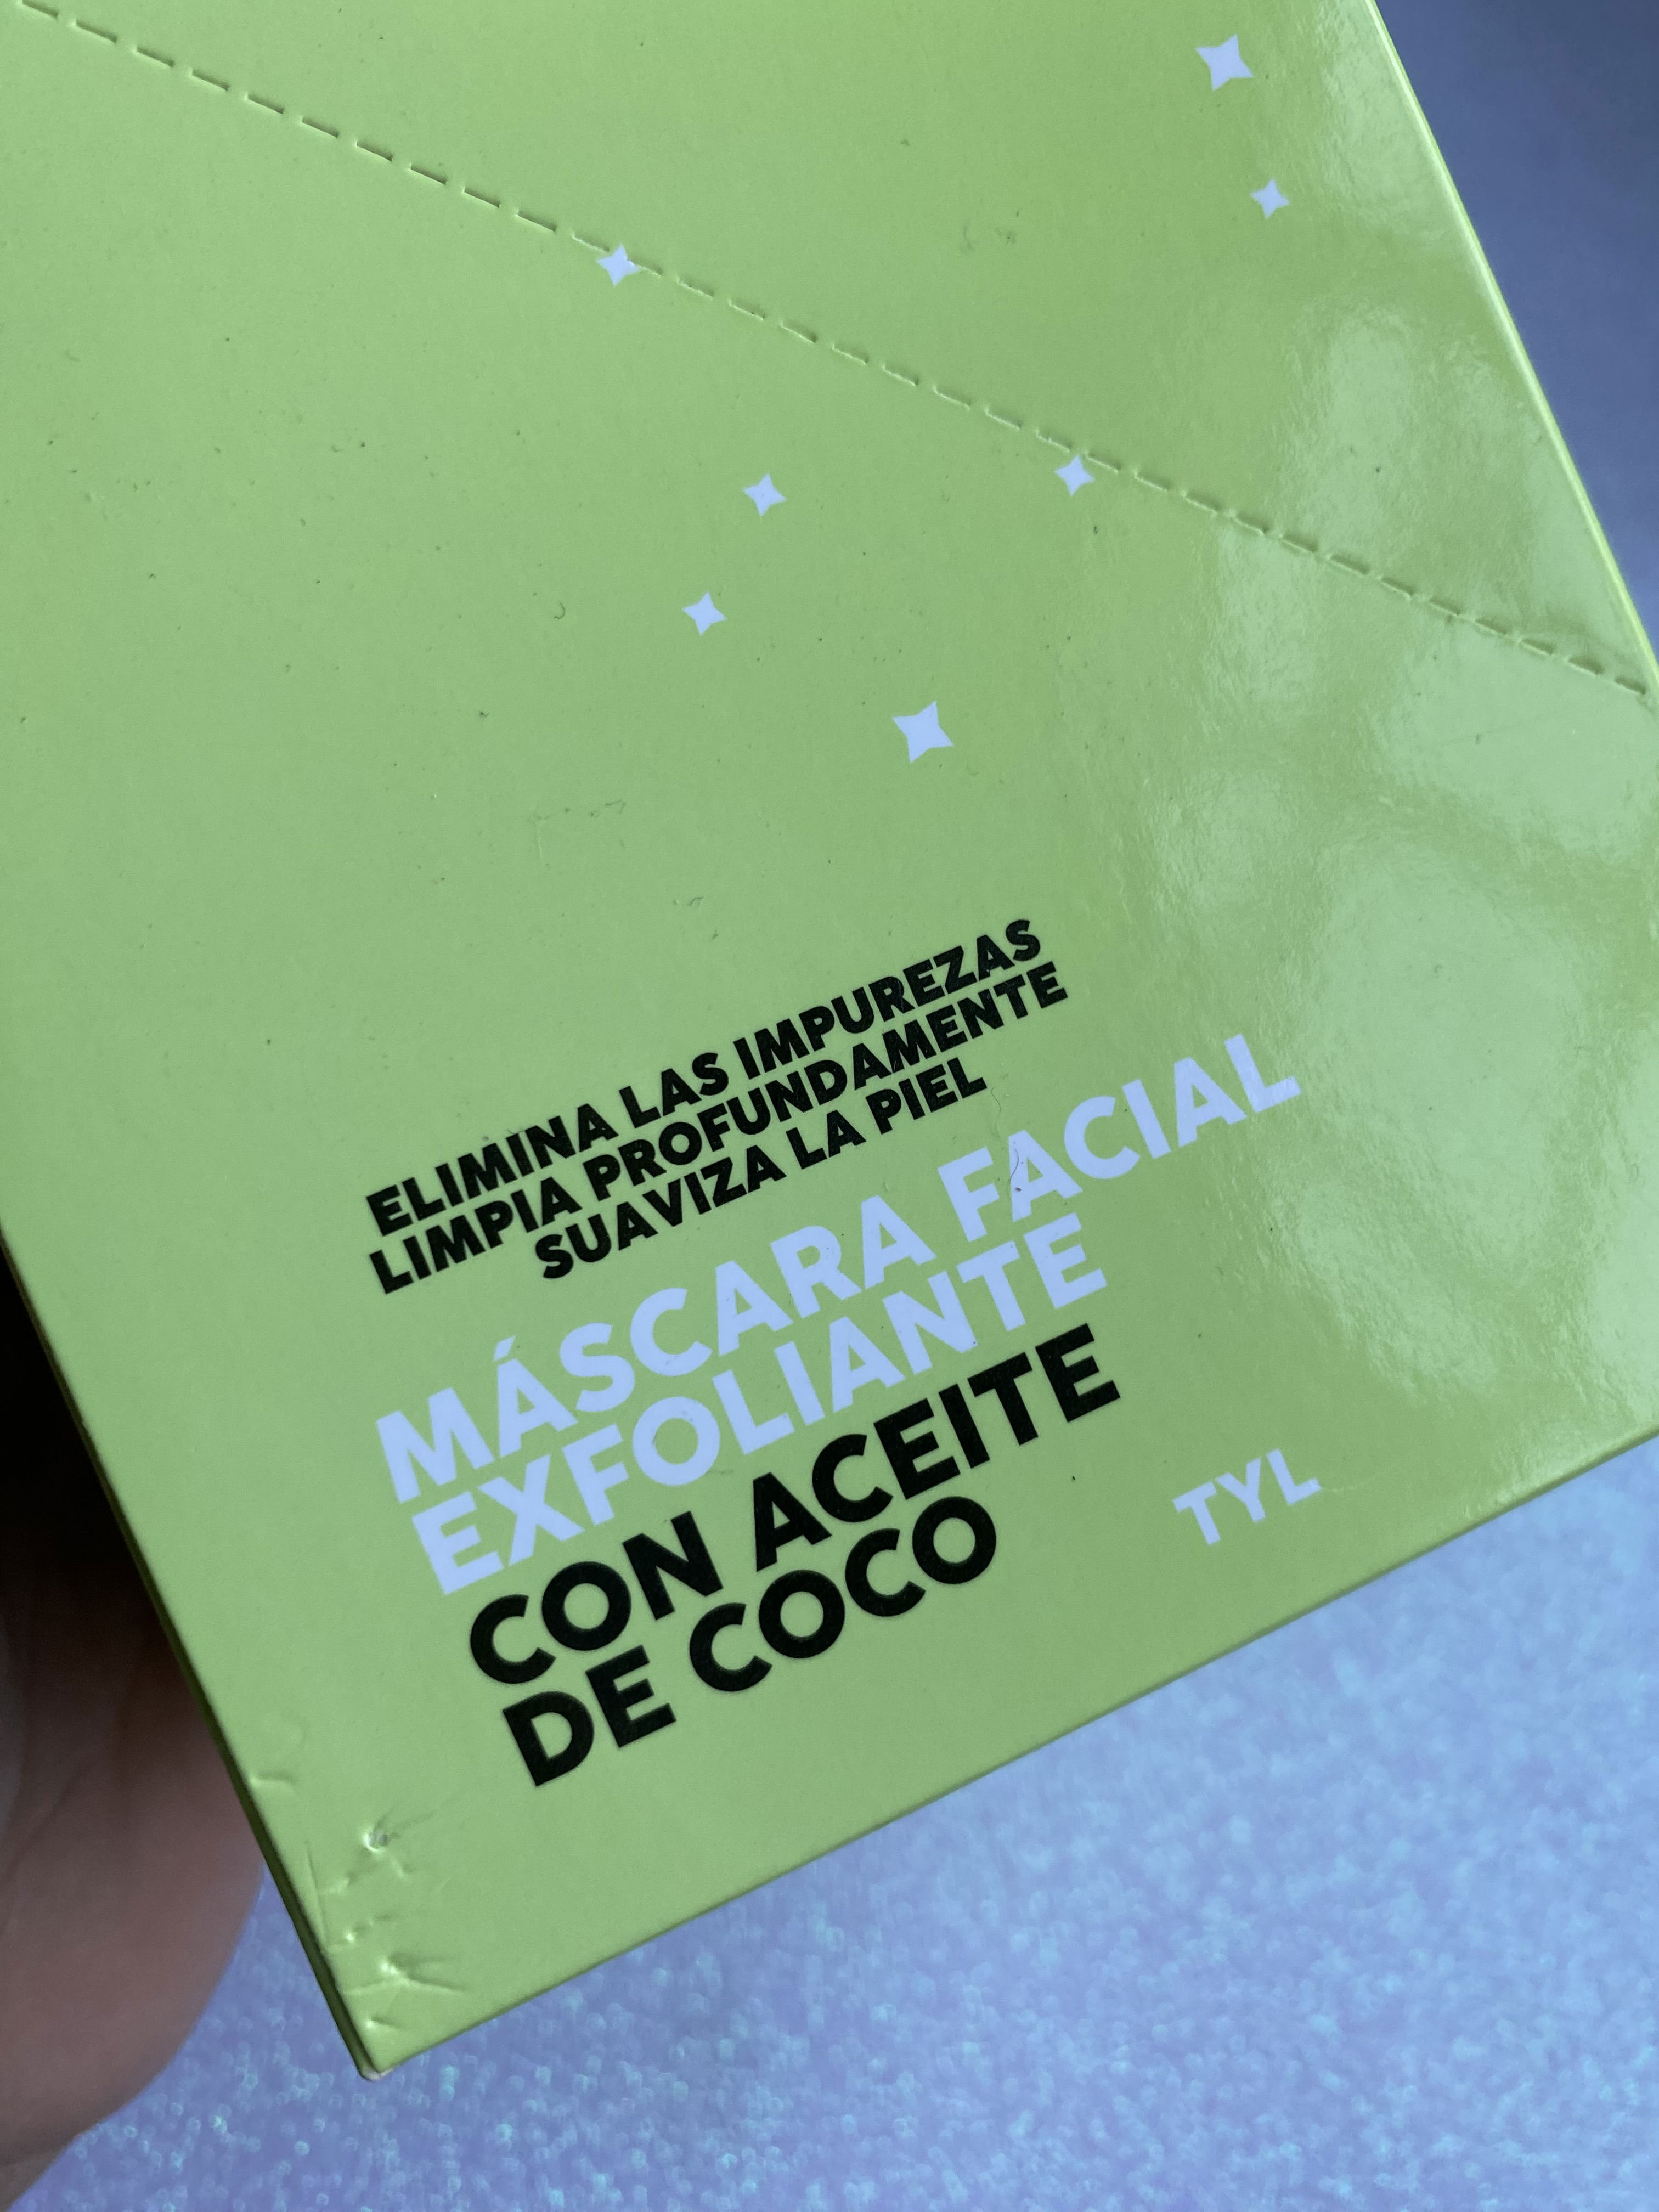 ELIMINA LAS IMPUREZAS
LIMPIA PROFUNDAMENTE
SUAVIZA LA PIEL
MÁSCARA FACIAL
EXFOLIANTE
CON ACEITE
DE COCO
TYL